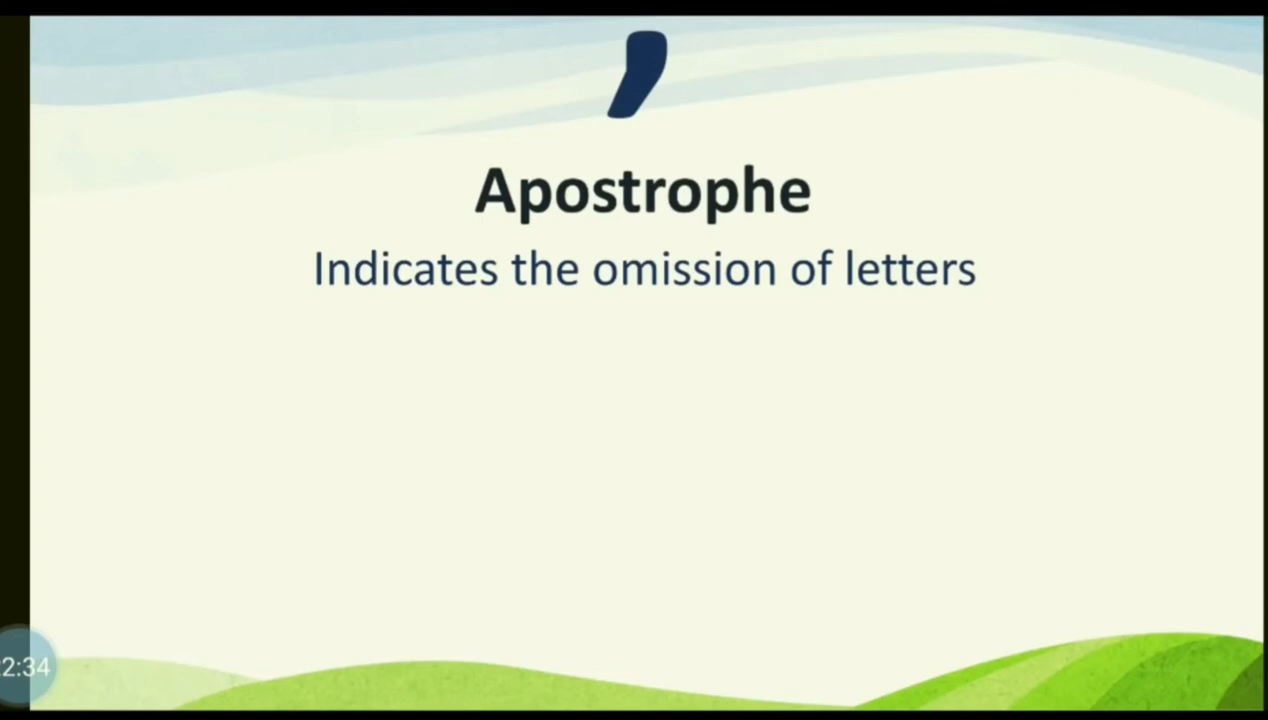 ’
Apostrophe
Indicates the omission of letters
2:34